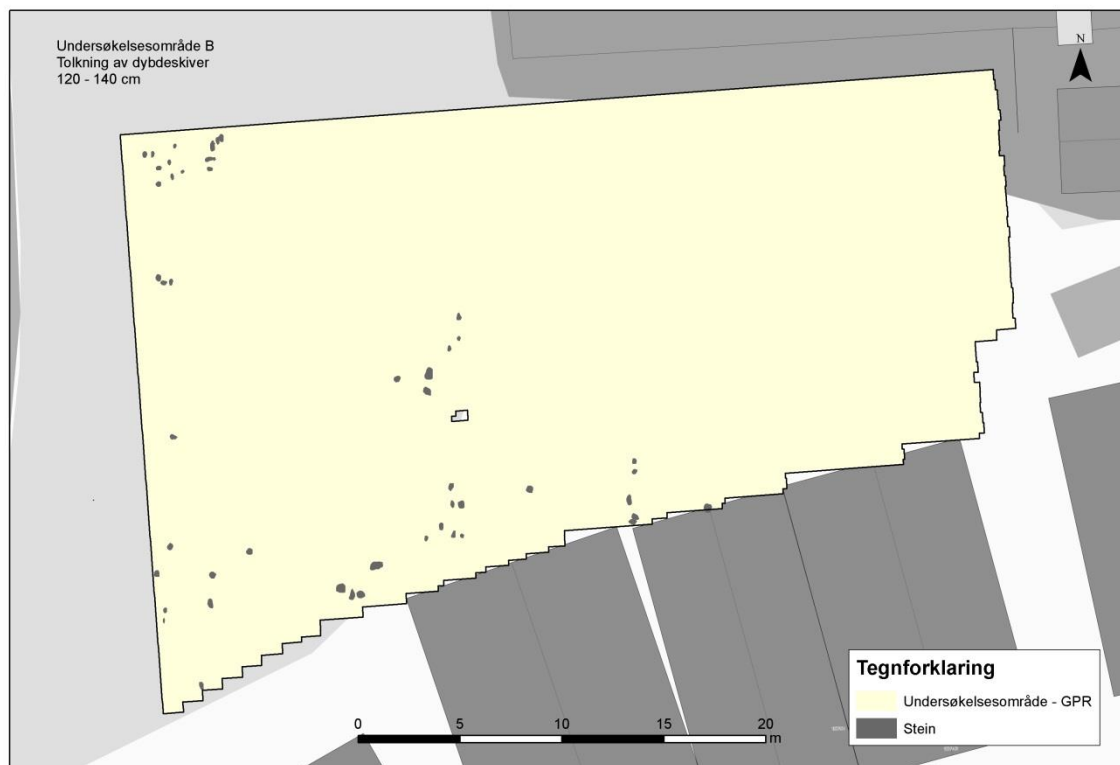 Undersøkelsesområde B
Tolkning av dybdeskiver
120 - 140 cm
N
Tegnforklaring
Undersøkelsesområde - GPR
Stein
0 5 10 15 20
m